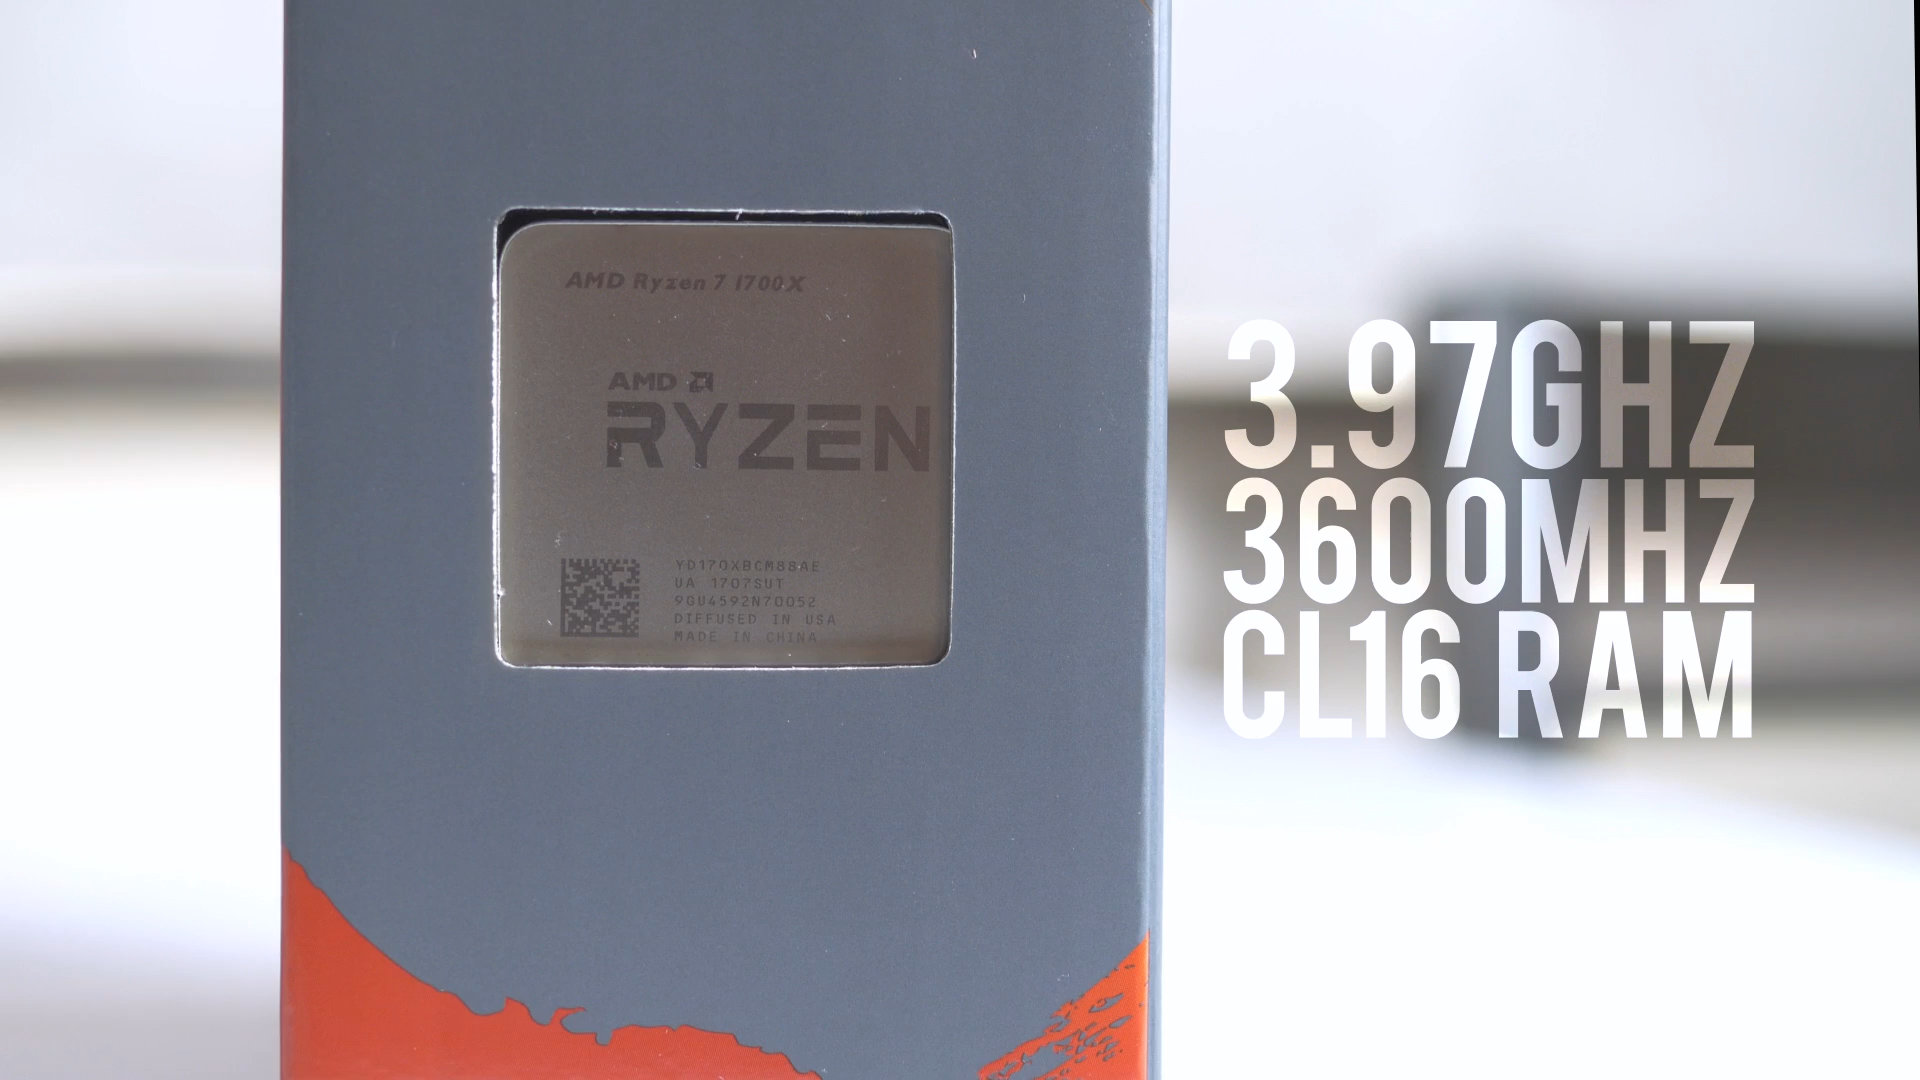 AMD Ryzen 7 1700X
AMD
RYZEN
YD170XBCM88AE
UA 1707SUT
9GU4592N70052
DIFFUSED IN USA
MADE IN CHINA
3.97GHZ
3600MHZ
CL16 RAM